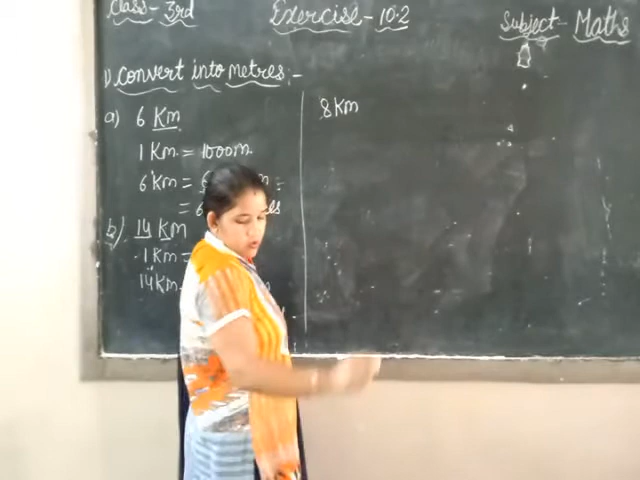 Class - 3rd
Exercise - 10.2
Subject - Maths
1) Convert into metres :-
a) 6 Km
1 Km = 1000m.
6 Km =
= 6
b) 14 Km
1 Km =
14 Km
8 Km